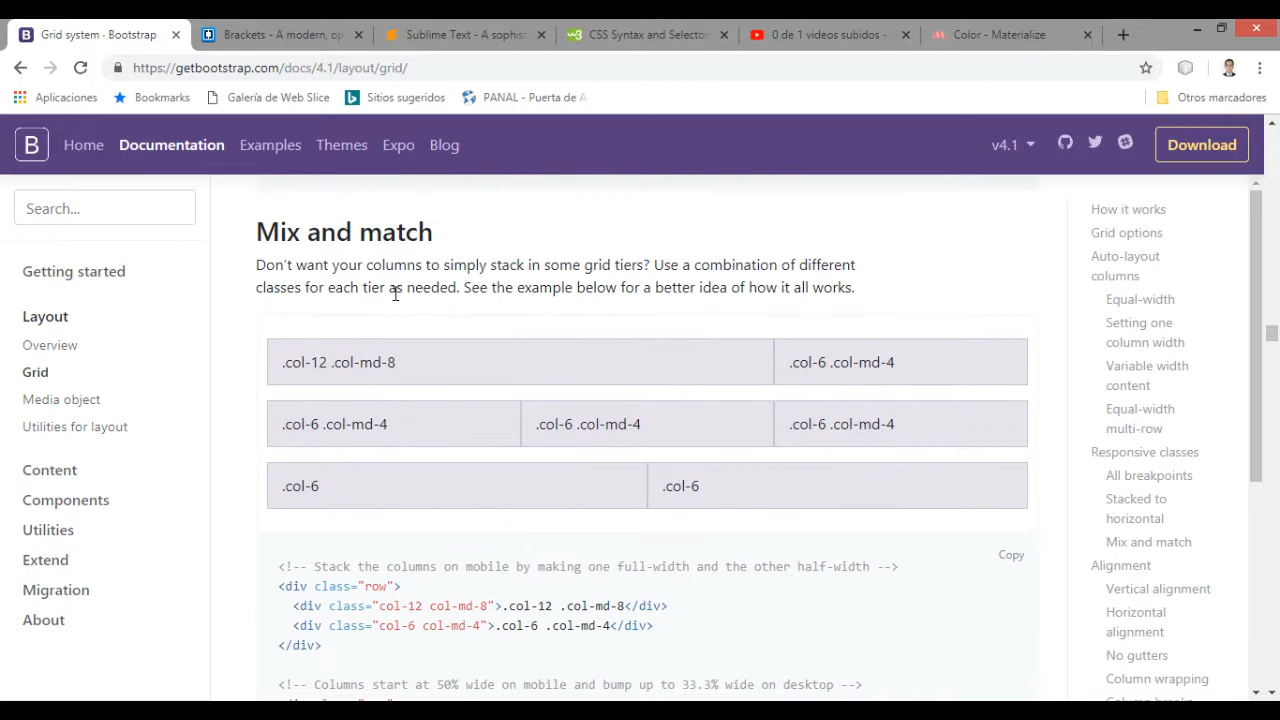 Grid system · Bootstrap
Brackets - A modern, op
Sublime Text - A sophist
CSS Syntax and Selector
0 de 1 videos subidos -
Color - Materialize
https://getbootstrap.com/docs/4.1/layout/grid/
Aplicaciones
Bookmarks
Galería de Web Slice
Sitios sugeridos
PANAL - Puerta de A
Otros marcadores
B
Home
Documentation
Examples
Themes
Expo
Blog
v4.1
Download
Search...
Getting started
Layout
Overview
Grid
Media object
Utilities for layout
Content
Components
Utilities
Extend
Migration
About
Mix and match
Don't want your columns to simply stack in some grid tiers? Use a combination of different
classes for each tier as needed. See the example below for a better idea of how it all works.
.col-12 .col-md-8
.col-6 .col-md-4
.col-6 .col-md-4
.col-6 .col-md-4
.col-6 .col-md-4
.col-6
.col-6
Copy
<!-- Stack the columns on mobile by making one full-width and the other half-width -->
<div class="row">
<div class="col-12 col-md-8">.col-12 .col-md-8</div>
<div class="col-6 col-md-4">.col-6 .col-md-4</div>
</div>
<!-- Columns start at 50% wide on mobile and bump up to 33.3% wide on desktop -->
How it works
Grid options
Auto-layout
columns
Equal-width
Setting one
column width
Variable width
content
Equal-width
multi-row
Responsive classes
All breakpoints
Stacked to
horizontal
Mix and match
Alignment
Vertical alignment
Horizontal
alignment
No gutters
Column wrapping
Column breaks